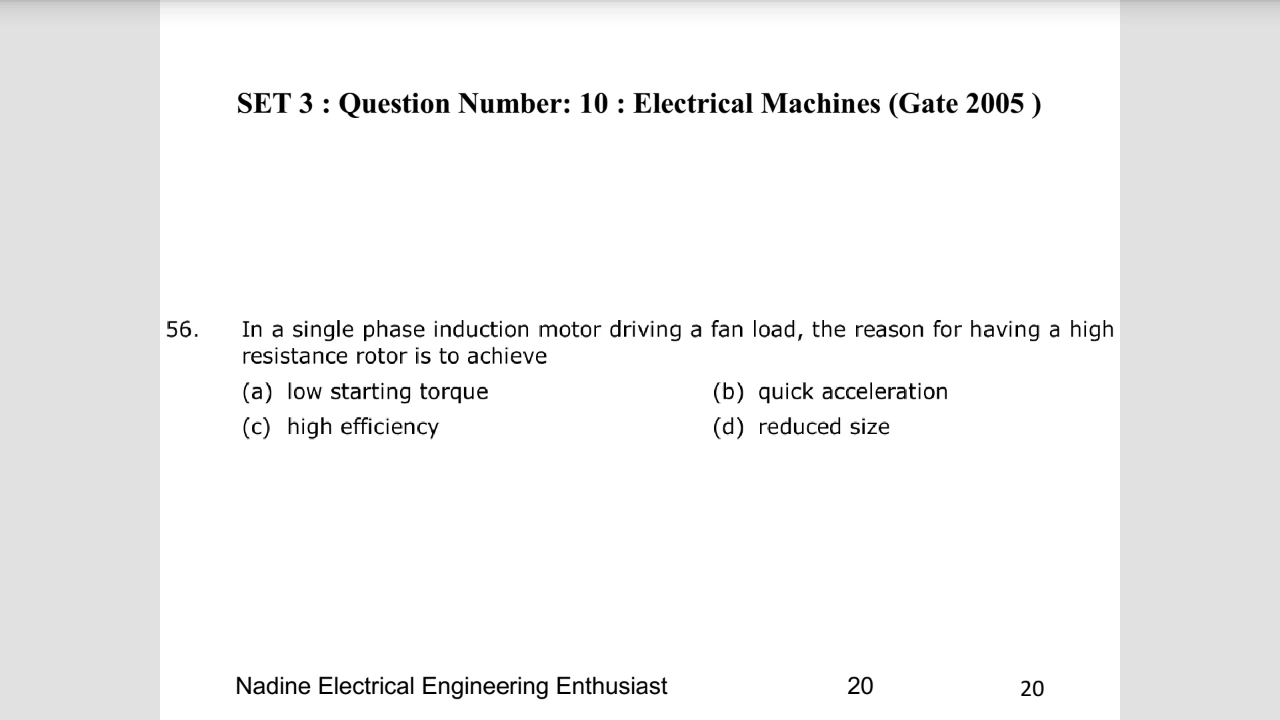 SET 3 : Question Number: 10 : Electrical Machines (Gate 2005 )
56. In a single phase induction motor driving a fan load, the reason for having a high
resistance rotor is to achieve
(a) low starting torque (b) quick acceleration
(c) high efficiency (d) reduced size
Nadine Electrical Engineering Enthusiast 20 20